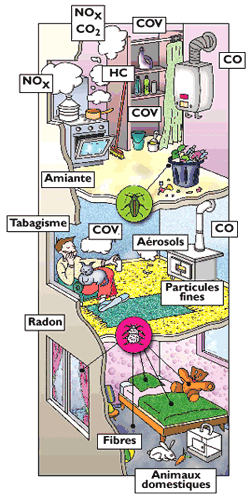 NOX
CO2
COV
CO
HC
NOX
COV
Amiante
Tabagisme
COV
CO
Aérosols
Particules
fines
Radon
Fibres
Animaux
domestiques